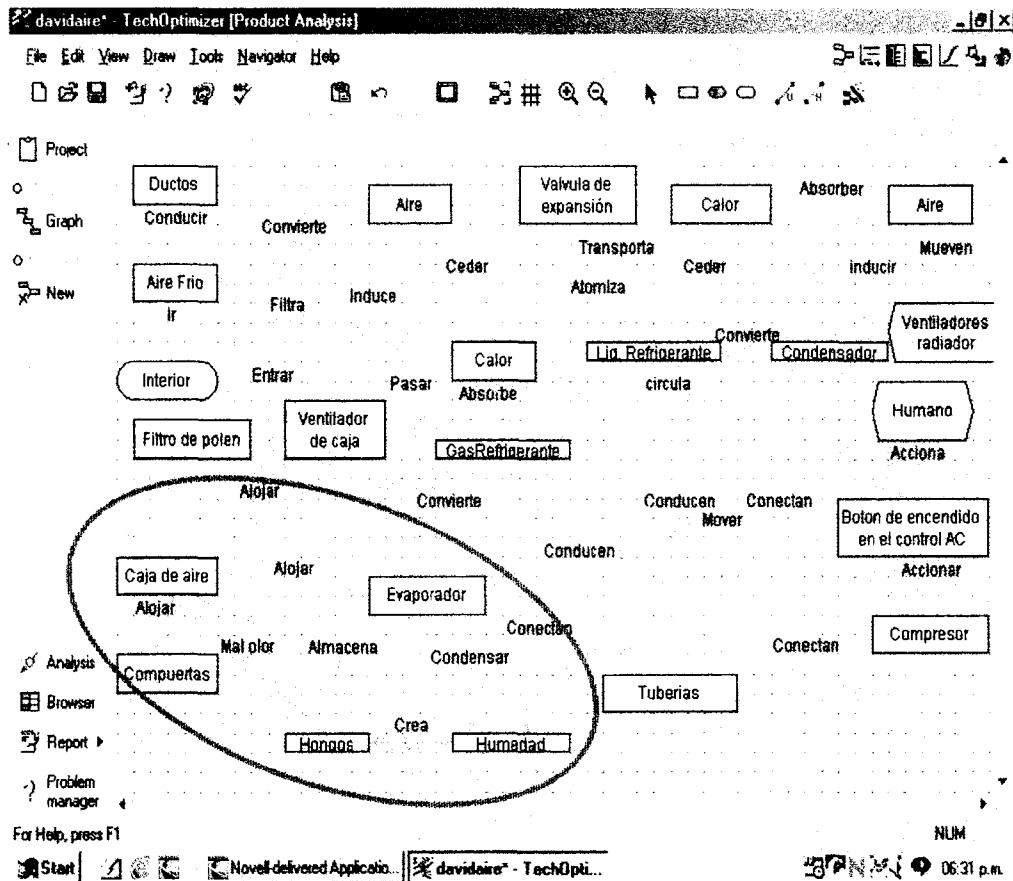 davidaire* - TechOptimizer [Product Analysis]
File Edit View Draw Tools Navigator Help
Project
Graph
New
Ductos
Conducir
Convierte
Aire
Valvula de
expansión
Calor
Absorber
Aire
Transporta
Mueven
Ceder
Ceder
inducir
Aire Frio
Atomiza
Induce
Filtra
Ir
Ventiladores
radiador
Convierte
Calor
Liq. Refrigerante
Condensador
Interior
Entrar
Pasar
Absorbe
circula
Humano
Filtro de polen
Ventilador
de caja
GasRefrigerante
Acciona
Alojar
Convierte
Conducen
Conectan
Mover
Boton de encendido
en el control AC
Conducen
Caja de aire
Alojar
Accionar
Evaporador
Alojar
Conectan
Compresor
Mal olor
Almacena
Condensar
Conectan
Analysis
Compuertas
Tuberias
Browser
Crea
Report
Hongos
Humedad
Problem
manager
For Help, press F1
NUM
Start
Novell-delivered Applicatio...
davidaire* - TechOpti...
06:31 p.m.